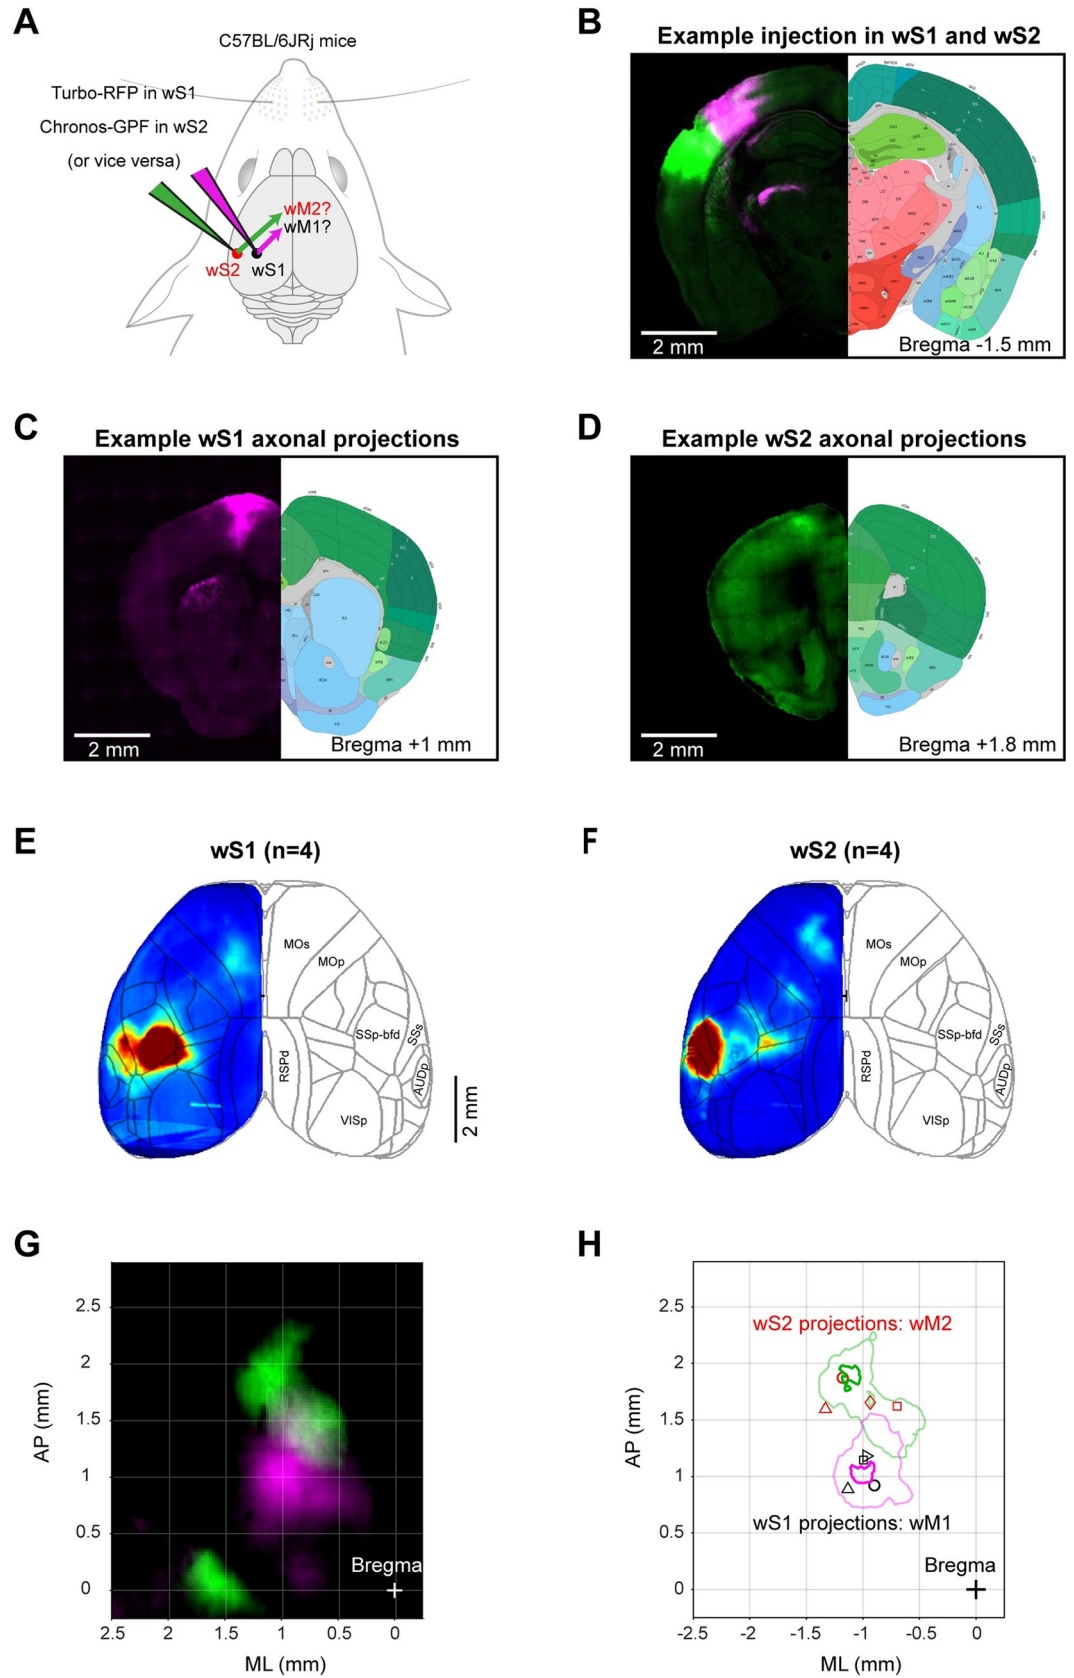 A
C57BL/6JRj mice
Turbo-RFP in wS1
Chronos-GPF in wS2
(or vice versa)
wM2?
wM1?
wS2
wS1
B
Example injection in wS1 and wS2
2 mm
Bregma -1.5 mm
C
Example wS1 axonal projections
2 mm
Bregma +1 mm
D
Example wS2 axonal projections
2 mm
Bregma +1.8 mm
E
wS1 (n=4)
MOs
MOp
SSp-bfd
SSs
RSPd
AUDp
VISp
2 mm
F
wS2 (n=4)
MOs
MOp
SSp-bfd
SSs
RSPd
AUDp
VISp
G
AP (mm)
2.5
2
1.5
1
0.5
0
Bregma
2.5 2 1.5 1 0.5 0
ML (mm)
H
AP (mm)
2.5
2
1.5
1
0.5
0
wS2 projections: wM2
wS1 projections: wM1
Bregma
-2.5 -2 -1.5 -1 -0.5 0
ML (mm)